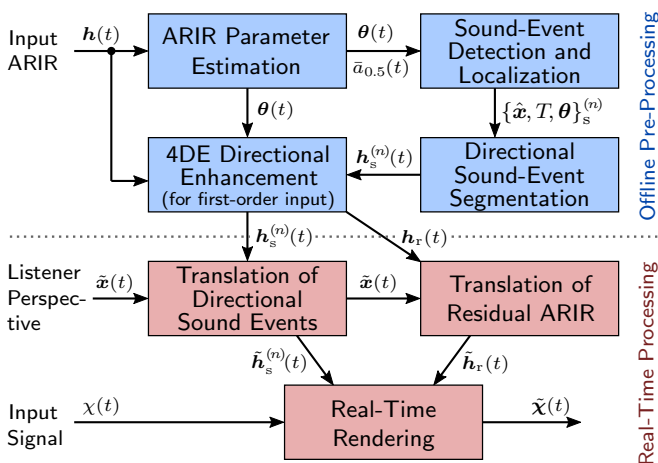 Input
ARIR
h(t)
ARIR Parameter
Estimation
θ(t)
ā₀.₅(t)
Sound-Event
Detection and
Localization
θ(t)
{x̂, T, θ}ₛ⁽ⁿ⁾
4DE Directional
Enhancement
(for first-order input)
hₛ⁽ⁿ⁾(t)
Directional
Sound-Event
Segmentation
Offline Pre-Processing
hₛ⁽ⁿ⁾(t)
hᵣ(t)
Listener
Perspec-
tive
x̃(t)
Translation of
Directional
Sound Events
x̃(t)
Translation of
Residual ARIR
h̃ₛ⁽ⁿ⁾(t)
h̃ᵣ(t)
Input
Signal
χ(t)
Real-Time
Rendering
χ̃(t)
Real-Time Processing